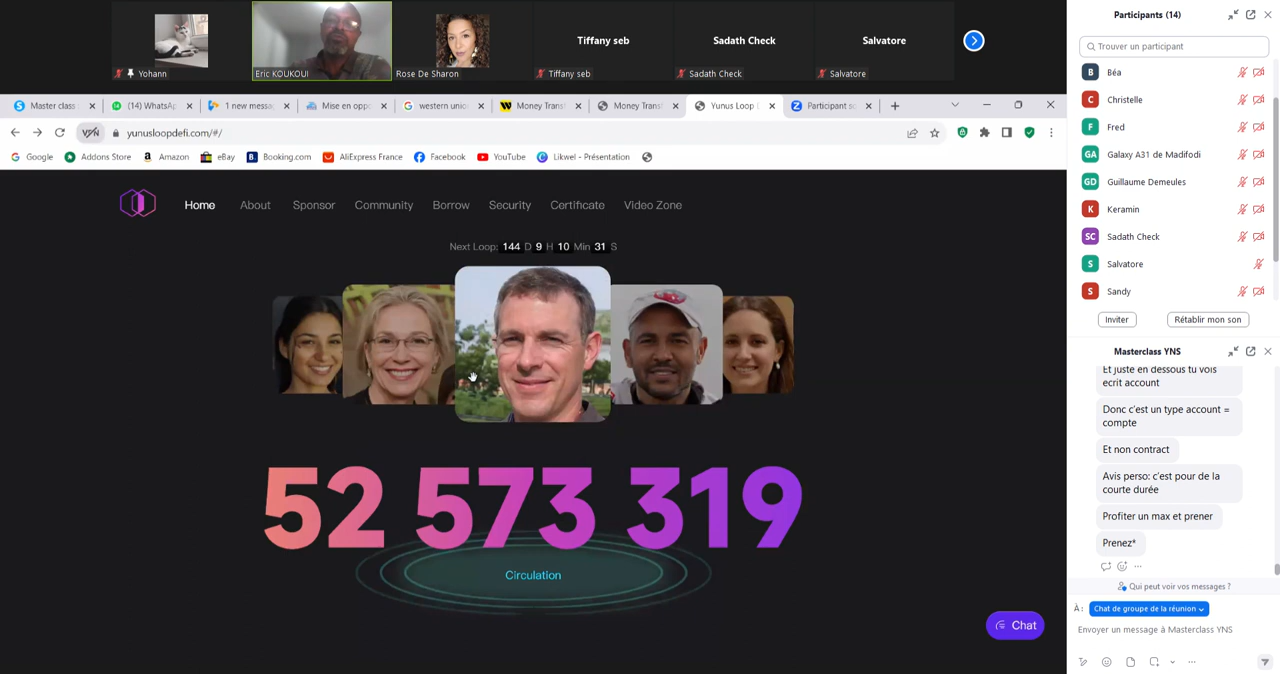 Tiffany seb
Sadath Check
Salvatore
Yohann
Eric KOUKOUI
Rose De Sharon
Tiffany seb
Sadath Check
Salvatore
Master class
(14) WhatsAp
1 new messa
Mise en oppo
western unio
Money Transf
Money Transf
Yunus Loop D
Participant s
VPN
yunusloopdefi.com/#/
Google
Addons Store
Amazon
eBay
Booking.com
AliExpress France
Facebook
YouTube
Likwel - Présentation
Home
About
Sponsor
Community
Borrow
Security
Certificate
Video Zone
Next Loop: 144 D 9 H 10 Min 31 S
52 573 319
Circulation
Chat
Participants (14)
Trouver un participant
B Béa
C Christelle
F Fred
GA Galaxy A31 de Madifodi
GD Guillaume Demeules
K Keramin
SC Sadath Check
S Salvatore
S Sandy
Inviter
Rétablir mon son
Masterclass YNS
Et juste en dessous tu vois
ecrit account
Donc c'est un type account =
compte
Et non contract
Avis perso: c'est pour de la
courte durée
Profiter un max et prener
Prenez*
Qui peut voir vos messages ?
À :
Chat de groupe de la réunion
Envoyer un message à Masterclass YNS